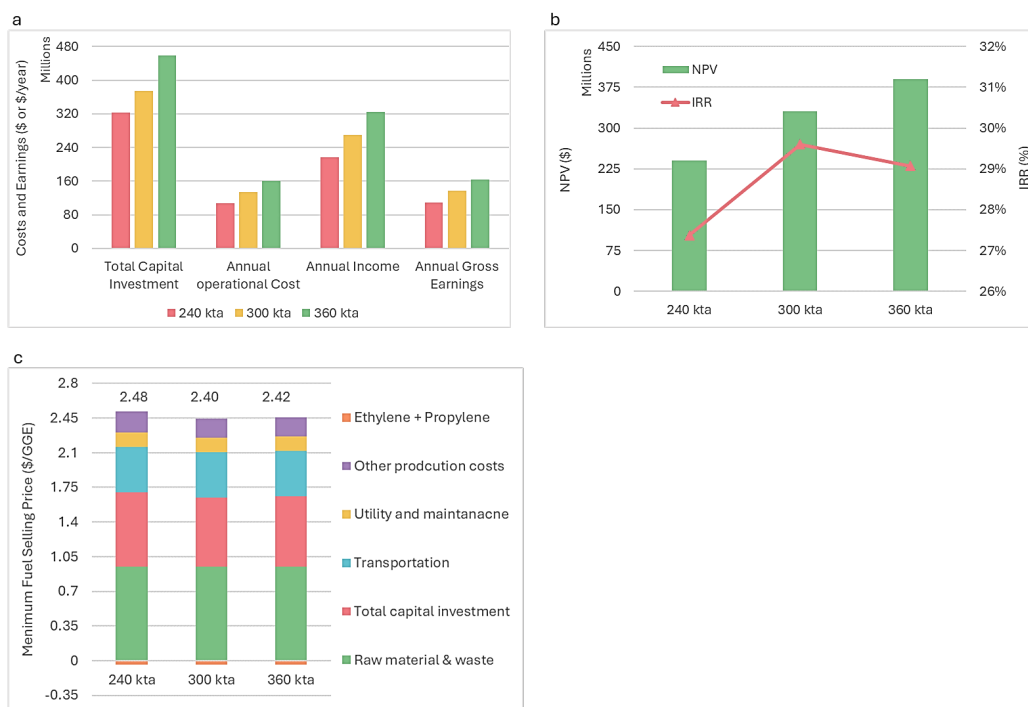 a
Costs and Earnings ($ or $/year)
Millions
480
400
320
240
160
80
0
Total Capital
Investment
Annual
operational Cost
Annual Income
Annual Gross
Earnings
240 kta
300 kta
360 kta
b
NPV($)
Millions
450
375
300
225
150
75
0
NPV
IRR
32%
31%
30%
29%
28%
27%
26%
IRR (%)
240 kta
300 kta
360 kta
c
Menimum Fuel Selling Price ($/GGE)
2.8
2.45
2.1
1.75
1.4
1.05
0.7
0.35
0
-0.35
2.48
2.40
2.42
240 kta
300 kta
360 kta
Ethylene + Propylene
Other prodcution costs
Utility and maintanacne
Transportation
Total capital investment
Raw material & waste